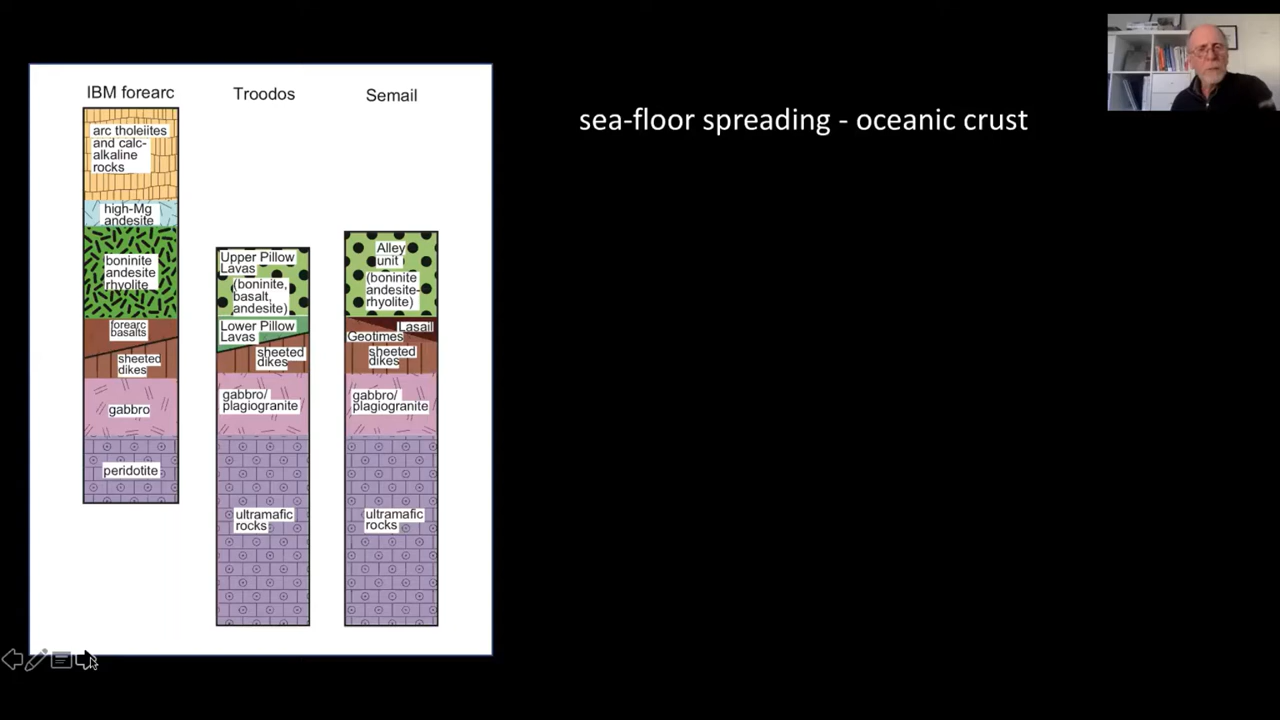 IBM forearc
Troodos
Semail
sea-floor spreading - oceanic crust
arc tholeiites
and calc-
alkaline
rocks
high-Mg
andesite
boninite
andesite
rhyolite
forearc
basalts
sheeted
dikes
gabbro
peridotite
Upper Pillow
Lavas
(boninite,
basalt,
andesite)
Lower Pillow
Lavas
sheeted
dikes
gabbro/
plagiogranite
ultramafic
rocks
Alley
unit
(boninite
andesite-
rhyolite)
Lasail
Geotimes
sheeted
dikes
gabbro/
plagiogranite
ultramafic
rocks